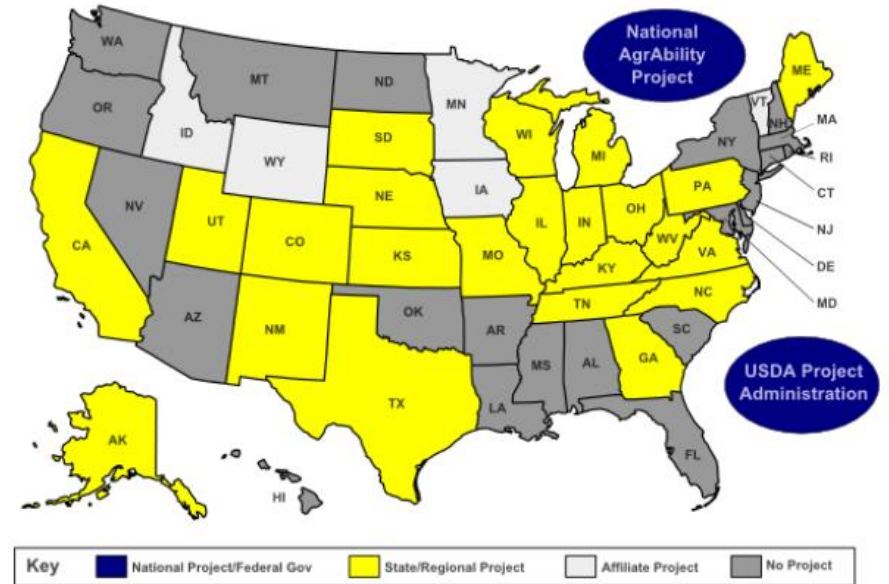 National
AgrAbility
Project
WA
MT
ND
MN
ME
VT
NH
MA
OR
ID
SD
WI
NY
RI
WY
MI
CT
IA
PA
NE
NV
UT
IL
IN
OH
NJ
CA
CO
WV
VA
KS
MO
KY
DE
NC
MD
TN
AZ
NM
OK
AR
SC
MS
AL
GA
USDA Project
Administration
TX
LA
AK
FL
HI
Key
National Project/Federal Gov
State/Regional Project
Affiliate Project
No Project